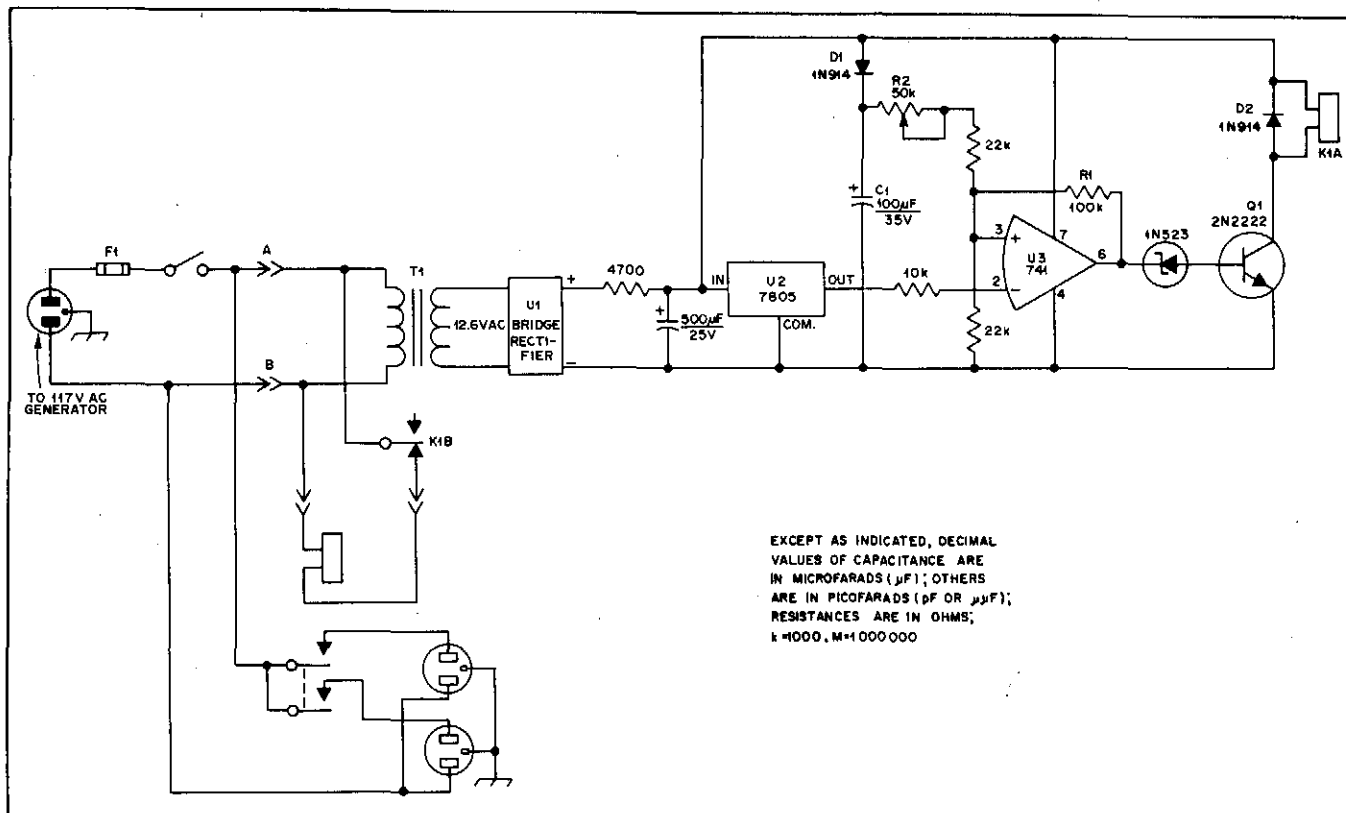 D1
1N914
R2
50k
22k
D2
1N914
K1A
C1
100µF
35V
R1
100k
Q1
2N2222
1N523
F1
A
T1
12.6VAC
U1
BRIDGE
RECTI-
FIER
+
-
4700
+
500µF
25V
IN
U2
7805
OUT
COM.
10k
3
+
2
-
U3
741
7
6
4
22k
+
B
TO 117V AC
GENERATOR
K1B
EXCEPT AS INDICATED, DECIMAL
VALUES OF CAPACITANCE ARE
IN MICROFARADS (µF); OTHERS
ARE IN PICOFARADS (pF OR µµF);
RESISTANCES ARE IN OHMS;
k=1000, M=1000000